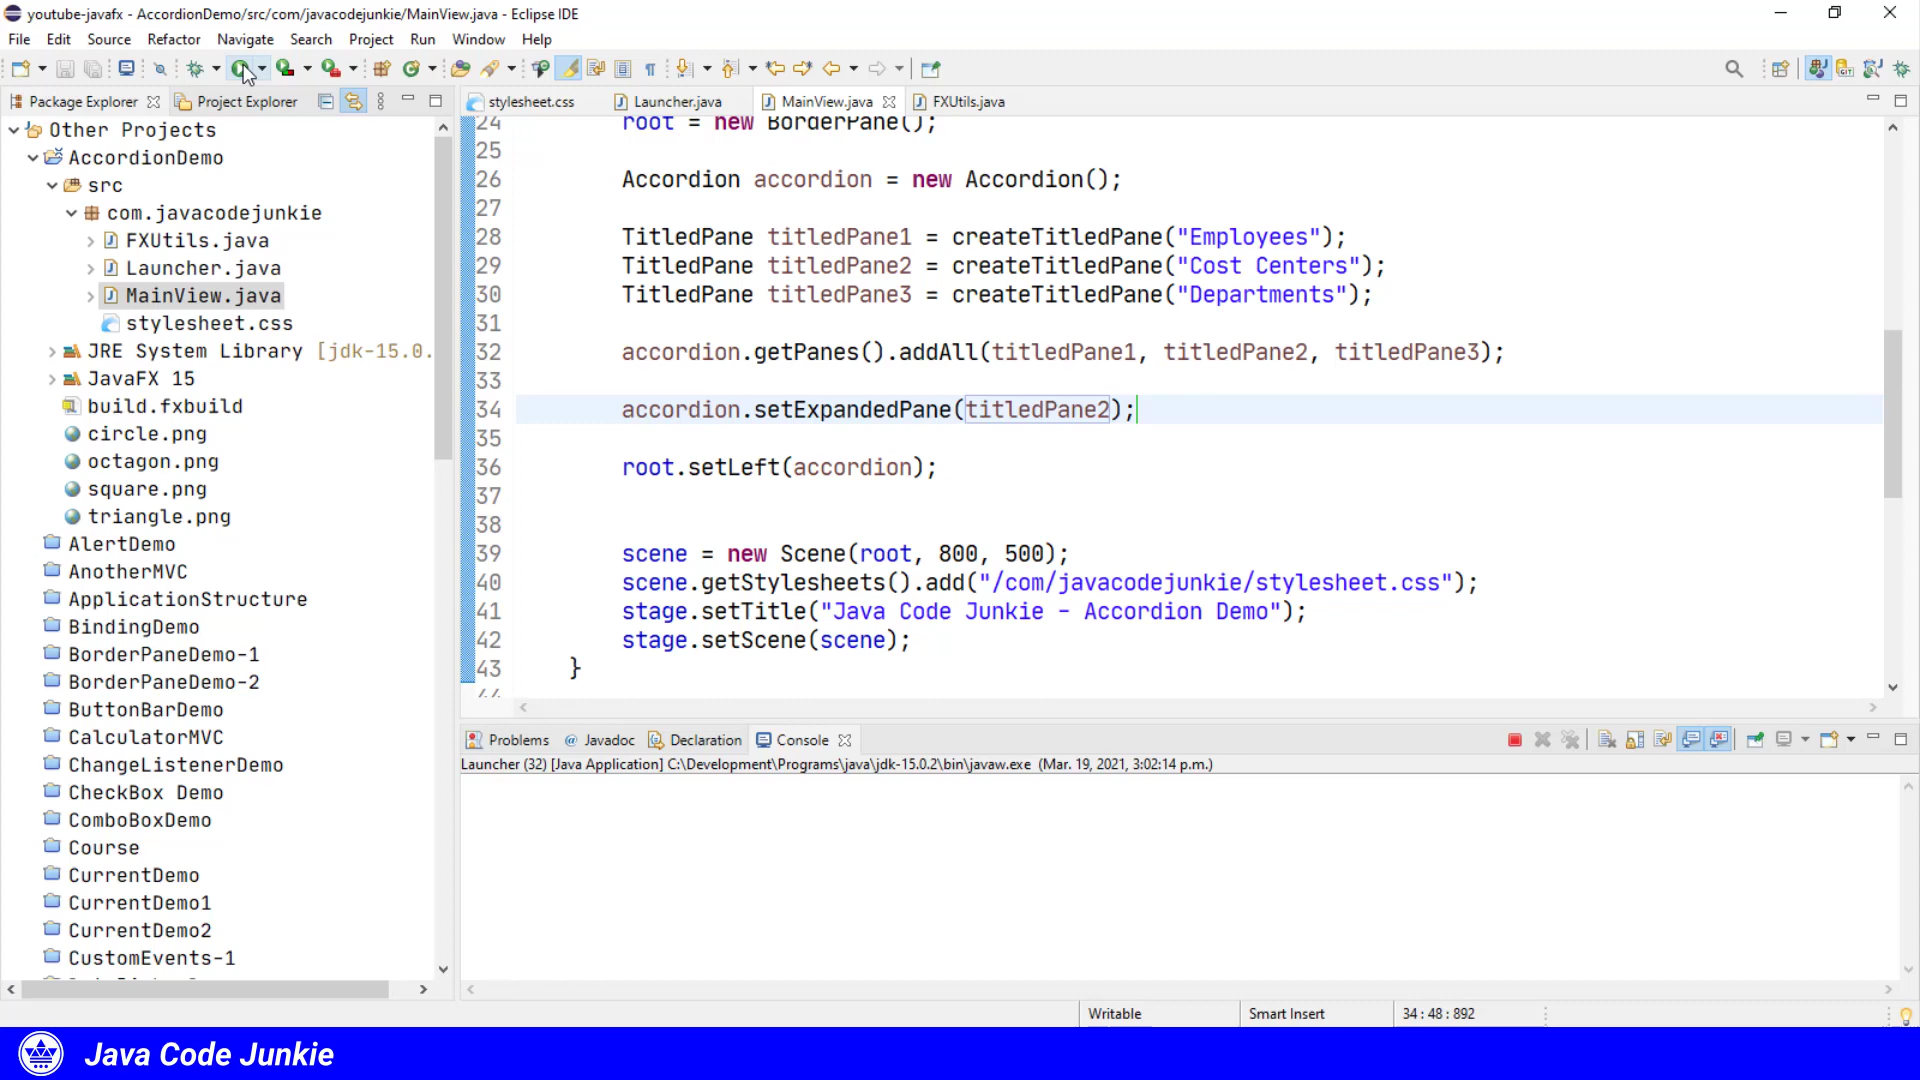 youtube-javafx - AccordionDemo/src/com/javacodejunkie/MainView.java - Eclipse IDE
File Edit Source Refactor Navigate Search Project Run Window Help
Package Explorer Project Explorer
stylesheet.css Launcher.java MainView.java FXUtils.java
Other Projects
AccordionDemo
src
com.javacodejunkie
FXUtils.java
Launcher.java
MainView.java
stylesheet.css
JRE System Library [jdk-15.0.
JavaFX 15
build.fxbuild
circle.png
octagon.png
square.png
triangle.png
AlertDemo
AnotherMVC
ApplicationStructure
BindingDemo
BorderPaneDemo-1
BorderPaneDemo-2
ButtonBarDemo
CalculatorMVC
ChangeListenerDemo
CheckBox Demo
ComboBoxDemo
Course
CurrentDemo
CurrentDemo1
CurrentDemo2
CustomEvents-1
24 root = new BorderPane();
25
26 Accordion accordion = new Accordion();
27
28 TitledPane titledPane1 = createTitledPane("Employees");
29 TitledPane titledPane2 = createTitledPane("Cost Centers");
30 TitledPane titledPane3 = createTitledPane("Departments");
31
32 accordion.getPanes().addAll(titledPane1, titledPane2, titledPane3);
33
34 accordion.setExpandedPane(titledPane2);
35
36 root.setLeft(accordion);
37
38
39 scene = new Scene(root, 800, 500);
40 scene.getStylesheets().add("/com/javacodejunkie/stylesheet.css");
41 stage.setTitle("Java Code Junkie - Accordion Demo");
42 stage.setScene(scene);
43 }
44
Problems Javadoc Declaration Console
Launcher (32) [Java Application] C:\Development\Programs\java\jdk-15.0.2\bin\javaw.exe (Mar. 19, 2021, 3:02:14 p.m.)
Writable Smart Insert 34 : 48 : 892
Java Code Junkie